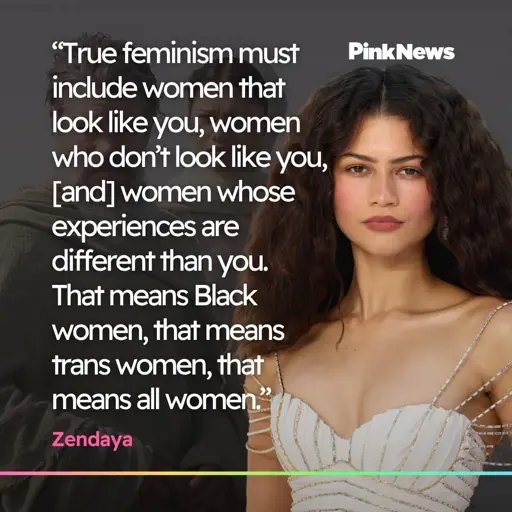 PinkNews
“True feminism must
include women that
look like you, women
who don’t look like you,
[and] women whose
experiences are
different than you.
That means Black
women, that means
trans women, that
means all women.”
Zendaya